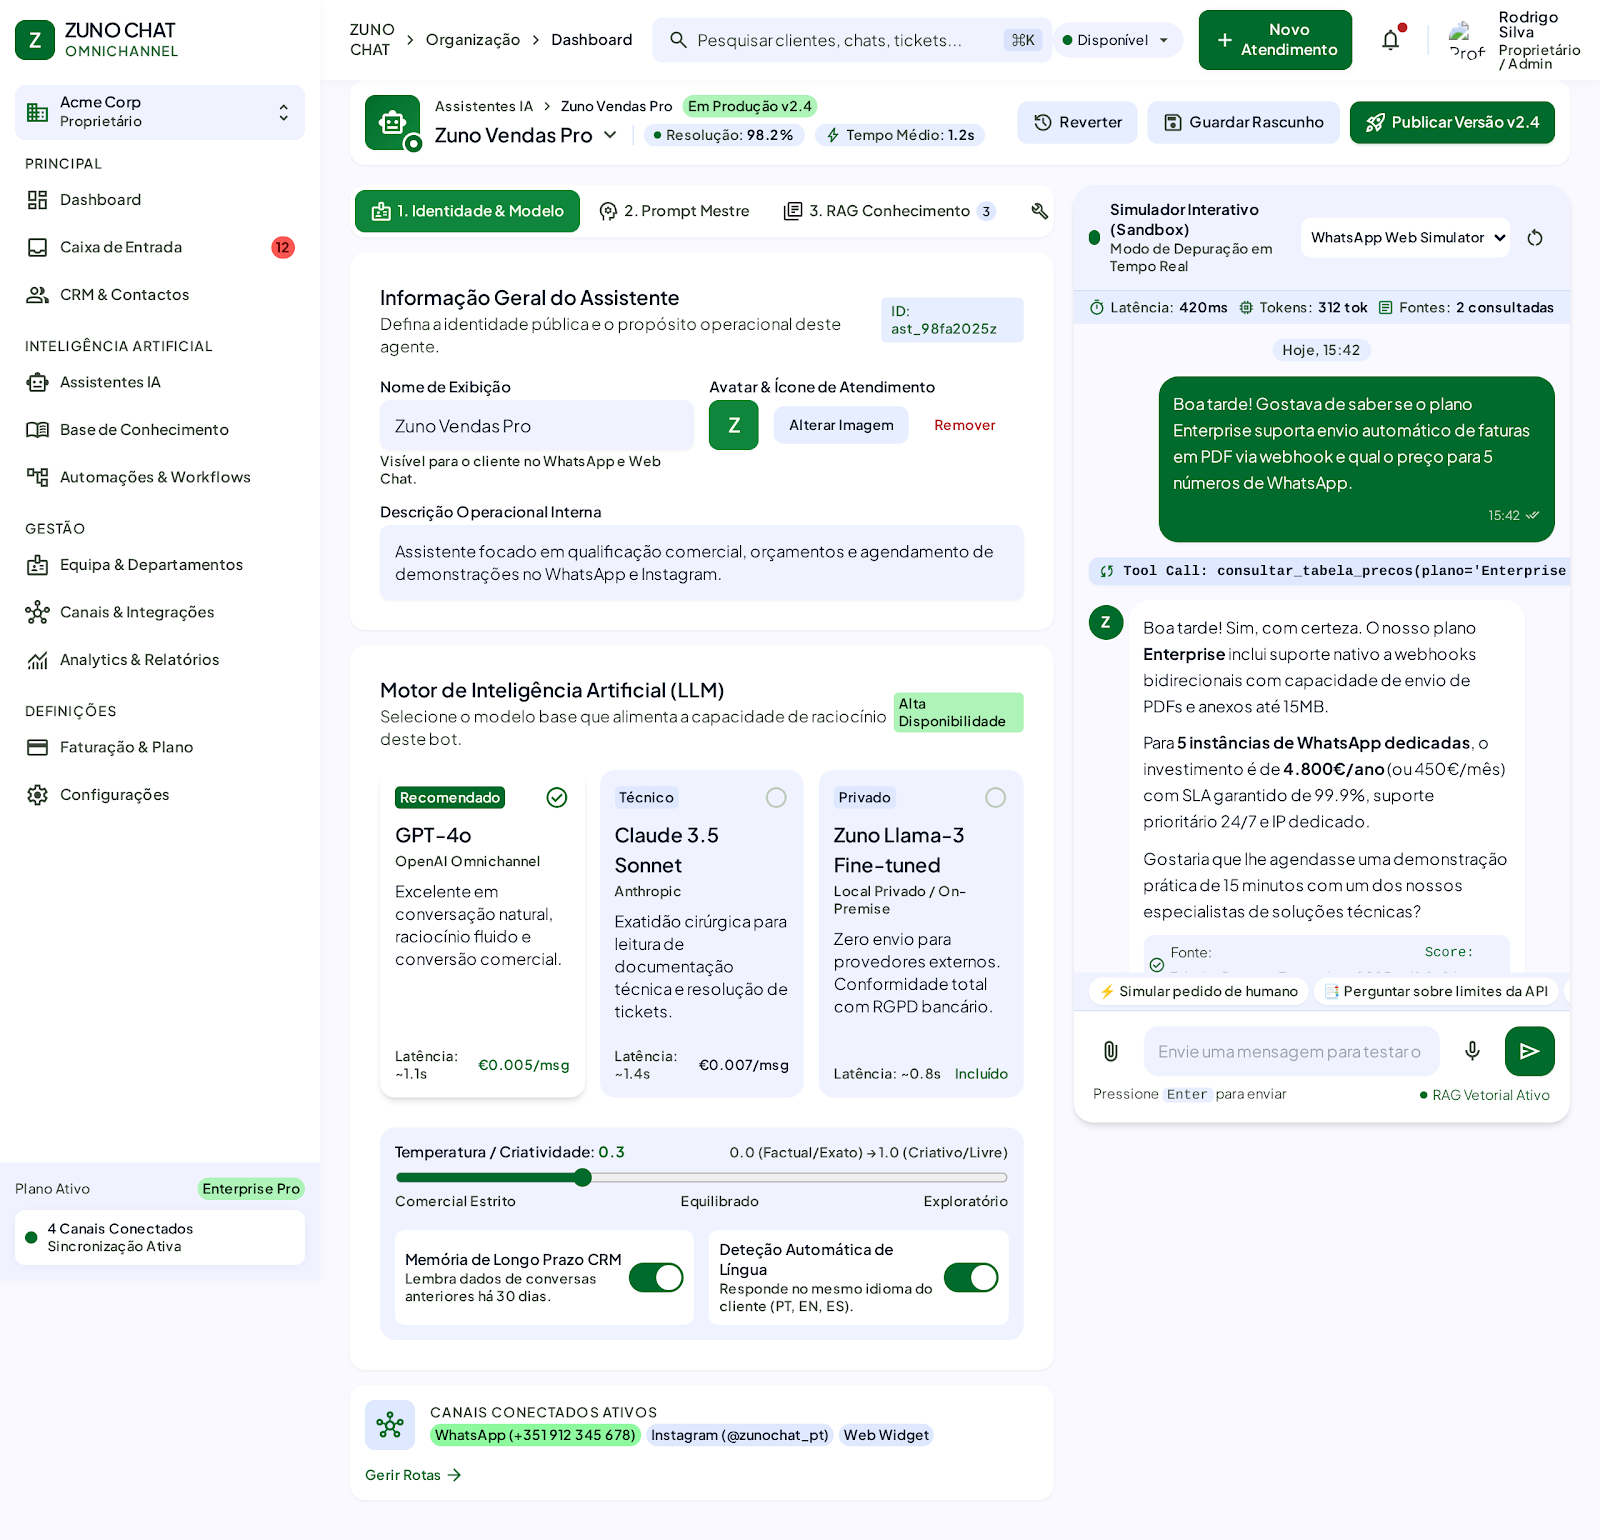 Z
ZUNO CHAT
OMNICHANNEL
Acme Corp
Proprietário
PRINCIPAL
Dashboard
Caixa de Entrada 12
CRM & Contactos
INTELIGÊNCIA ARTIFICIAL
Assistentes IA
Base de Conhecimento
Automações & Workflows
GESTÃO
Equipa & Departamentos
Canais & Integrações
Analytics & Relatórios
DEFINIÇÕES
Faturação & Plano
Configurações
Plano Ativo Enterprise Pro
4 Canais Conectados
Sincronização Ativa
ZUNO
CHAT
Organização
Dashboard
Pesquisar clientes, chats, tickets... ⌘K
Disponível
Novo
Atendimento
Prof
Rodrigo
Silva
Proprietário
/ Admin
Assistentes IA
Zuno Vendas Pro
Em Produção v2.4
Zuno Vendas Pro
Resolução: 98.2%
Tempo Médio: 1.2s
Reverter
Guardar Rascunho
Publicar Versão v2.4
1. Identidade & Modelo
2. Prompt Mestre
3. RAG Conhecimento 3
Informação Geral do Assistente
Defina a identidade pública e o propósito operacional deste
agente.
ID:
ast_98fa2025z
Nome de Exibição
Zuno Vendas Pro
Visível para o cliente no WhatsApp e Web
Chat.
Avatar & Ícone de Atendimento
Z
Alterar Imagem
Remover
Descrição Operacional Interna
Assistente focado em qualificação comercial, orçamentos e agendamento de
demonstrações no WhatsApp e Instagram.
Motor de Inteligência Artificial (LLM)
Selecione o modelo base que alimenta a capacidade de raciocínio
deste bot.
Alta
Disponibilidade
Recomendado
GPT-4o
OpenAI Omnichannel
Excelente em
conversação natural,
raciocínio fluido e
conversão comercial.
Latência:
~1.1s
€0.005/msg
Técnico
Claude 3.5
Sonnet
Anthropic
Exatidão cirúrgica para
leitura de
documentação
técnica e resolução de
tickets.
Latência:
~1.4s
€0.007/msg
Privado
Zuno Llama-3
Fine-tuned
Local Privado / On-
Premise
Zero envio para
provedores externos.
Conformidade total
com RGPD bancário.
Latência: ~0.8s
Incluído
Temperatura / Criatividade: 0.3
0.0 (Factual/Exato) → 1.0 (Criativo/Livre)
Comercial Estrito
Equilibrado
Exploratório
Memória de Longo Prazo CRM
Lembra dados de conversas
anteriores há 30 dias.
Deteção Automática de
Língua
Responde no mesmo idioma do
cliente (PT, EN, ES).
CANAIS CONECTADOS ATIVOS
WhatsApp (+351 912 345 678)
Instagram (@zunochat_pt)
Web Widget
Gerir Rotas →
Simulador Interativo
(Sandbox)
Modo de Depuração em
Tempo Real
WhatsApp Web Simulator
Latência: 420ms
Tokens: 312 tok
Fontes: 2 consultadas
Hoje, 15:42
Boa tarde! Gostava de saber se o plano
Enterprise suporta envio automático de faturas
em PDF via webhook e qual o preço para 5
números de WhatsApp.
15:42
Tool Call: consultar_tabela_precos(plano='Enterprise
Z
Boa tarde! Sim, com certeza. O nosso plano
Enterprise inclui suporte nativo a webhooks
bidirecionais com capacidade de envio de
PDFs e anexos até 15MB.
Para 5 instâncias de WhatsApp dedicadas, o
investimento é de 4.800€/ano (ou 450€/mês)
com SLA garantido de 99.9%, suporte
prioritário 24/7 e IP dedicado.
Gostaria que lhe agendasse uma demonstração
prática de 15 minutos com um dos nossos
especialistas de soluções técnicas?
Fonte:
Score:
⚡ Simular pedido de humano
📑 Perguntar sobre limites da API
Envie uma mensagem para testar o
Pressione Enter para enviar
RAG Vetorial Ativo